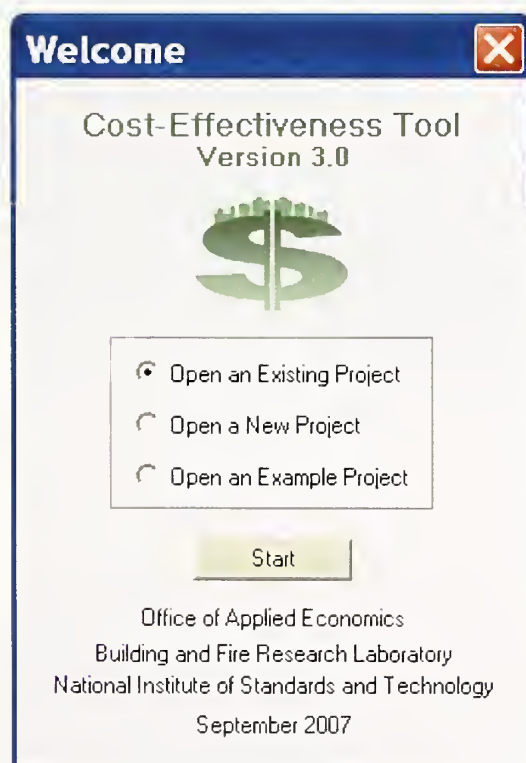 Welcome
Cost-Effectiveness Tool
Version 3.0
$
Open an Existing Project
Open a New Project
Open an Example Project
Start
Office of Applied Economics
Building and Fire Research Laboratory
National Institute of Standards and Technology
September 2007